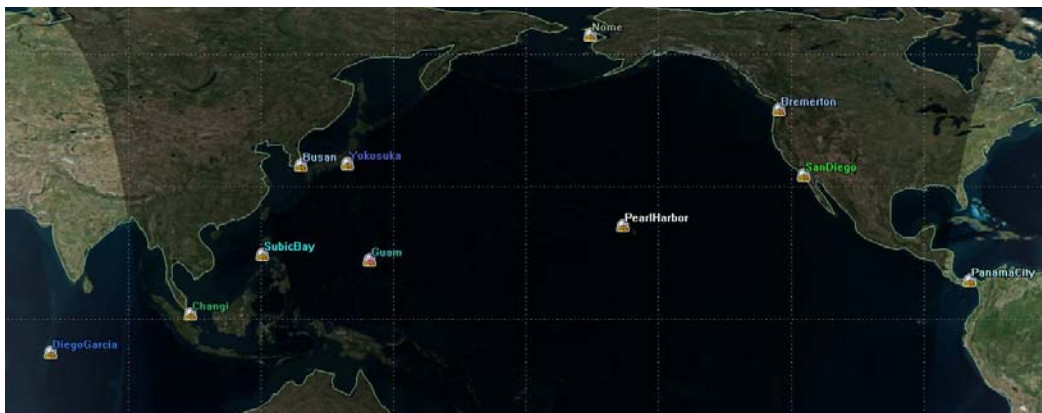 Nome
Bremerton
Busan
Yokosuka
SanDiego
PearlHarbor
SubicBay
Guam
PanamaCity
Changi
DiegoGarcia